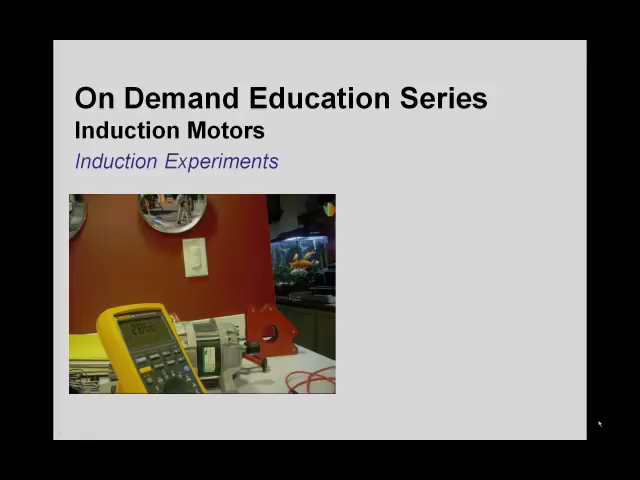 On Demand Education Series
Induction Motors
Induction Experiments